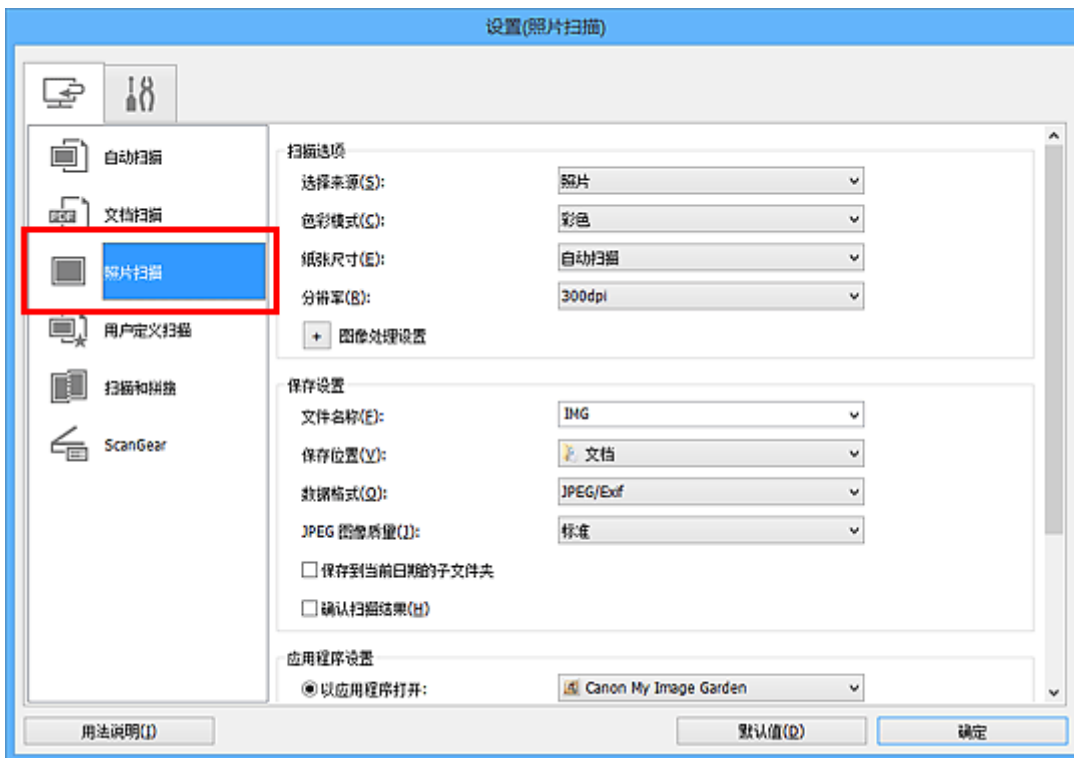 设置(照片扫描)
自动扫描
PDF
文档扫描
照片扫描
用户定义扫描
扫描和拼接
ScanGear
扫描选项
选择来源(S): 照片
色彩模式(C): 彩色
纸张尺寸(E): 自动扫描
分辨率(R): 300dpi
+ 图像处理设置
保存设置
文件名称(F): IMG
保存位置(V): 文档
数据格式(O): JPEG/Exif
JPEG 图像质量(J): 标准
保存到当前日期的子文件夹
确认扫描结果(H)
应用程序设置
以应用程序打开: Canon My Image Garden
用法说明(I)
默认值(D)
确定